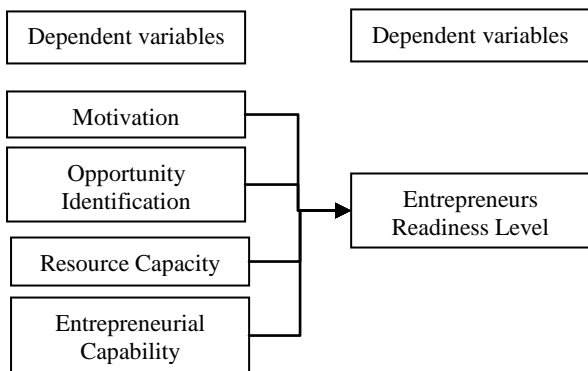 Dependent variables
Dependent variables
Motivation
Opportunity
Identification
Resource Capacity
Entrepreneurial
Capability
Entrepreneurs
Readiness Level